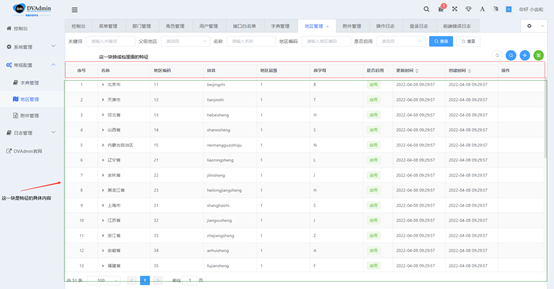 DVAdmin
你好 小远松
控制台 菜单管理 部门管理 角色管理 用户管理 接口白名单 字典管理 地区管理 附件管理 操作日志 登录日志 前端错误日志
控制台
系统管理
地图配置
字典管理
地区管理
附件管理
日志管理
DVAdmin官网
关键词 请输入关键词 父级地区 请选择 名称 请输入名称 地区编码 请输入地区编码 是否启用 请选择 查询 重置
这一块换成检图像的特征
序号 名称 地区编码 拼音 地区层级 首字母 是否启用 更新时间 创建时间 操作
1 北京市 11 beijingshi 1 B 启用 2022-04-09 09:29:57 2022-04-09 09:29:57
2 天津市 12 tianjinshi 1 T 启用 2022-04-09 09:29:57 2022-04-09 09:29:57
3 河北省 13 hebeisheng 1 H 启用 2022-04-09 09:29:57 2022-04-09 09:29:57
4 山西省 14 shanxisheng 1 S 启用 2022-04-09 09:29:57 2022-04-09 09:29:57
5 内蒙古自治区 15 neimengguzizhiqu 1 N 启用 2022-04-09 09:29:57 2022-04-09 09:29:57
6 辽宁省 21 liaoningsheng 1 L 启用 2022-04-09 09:29:57 2022-04-09 09:29:57
7 吉林省 22 jilinsheng 1 J 启用 2022-04-09 09:29:57 2022-04-09 09:29:57
8 黑龙江省 23 heilongjiangsheng 1 H 启用 2022-04-09 09:29:57 2022-04-09 09:29:57
9 上海市 31 shanghaishi 1 S 启用 2022-04-09 09:29:57 2022-04-09 09:29:57
10 江苏省 32 jiangsusheng 1 J 启用 2022-04-09 09:29:57 2022-04-09 09:29:57
11 浙江省 33 zhejiangsheng 1 Z 启用 2022-04-09 09:29:57 2022-04-09 09:29:57
12 安徽省 34 anhuisheng 1 A 启用 2022-04-09 09:29:57 2022-04-09 09:29:57
13 福建省 35 fujiansheng 1 F 启用 2022-04-09 09:29:57 2022-04-09 09:29:57
这一块是特征的具体内容
共 31 条 100 1 前往 1 页